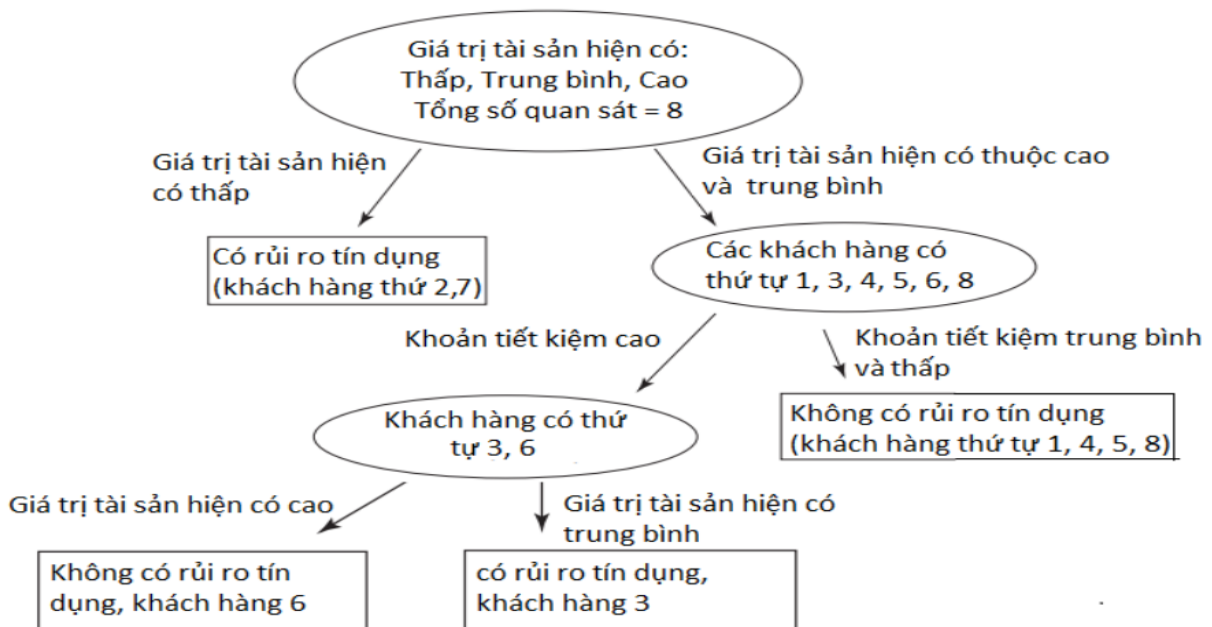 Giá trị tài sản hiện có:
Thấp, Trung bình, Cao
Tổng số quan sát = 8
Giá trị tài sản hiện
có thấp
Giá trị tài sản hiện có thuộc cao
và trung bình
Có rủi ro tín dụng
(khách hàng thứ 2,7)
Các khách hàng có
thứ tự 1, 3, 4, 5, 6, 8
Khoản tiết kiệm cao
Khoản tiết kiệm trung bình
và thấp
Khách hàng có thứ
tự 3, 6
Không có rủi ro tín dụng
(khách hàng thứ tự 1, 4, 5, 8)
Giá trị tài sản hiện có cao
Giá trị tài sản hiện có
trung bình
Không có rủi ro tín
dụng, khách hàng 6
có rủi ro tín dụng,
khách hàng 3